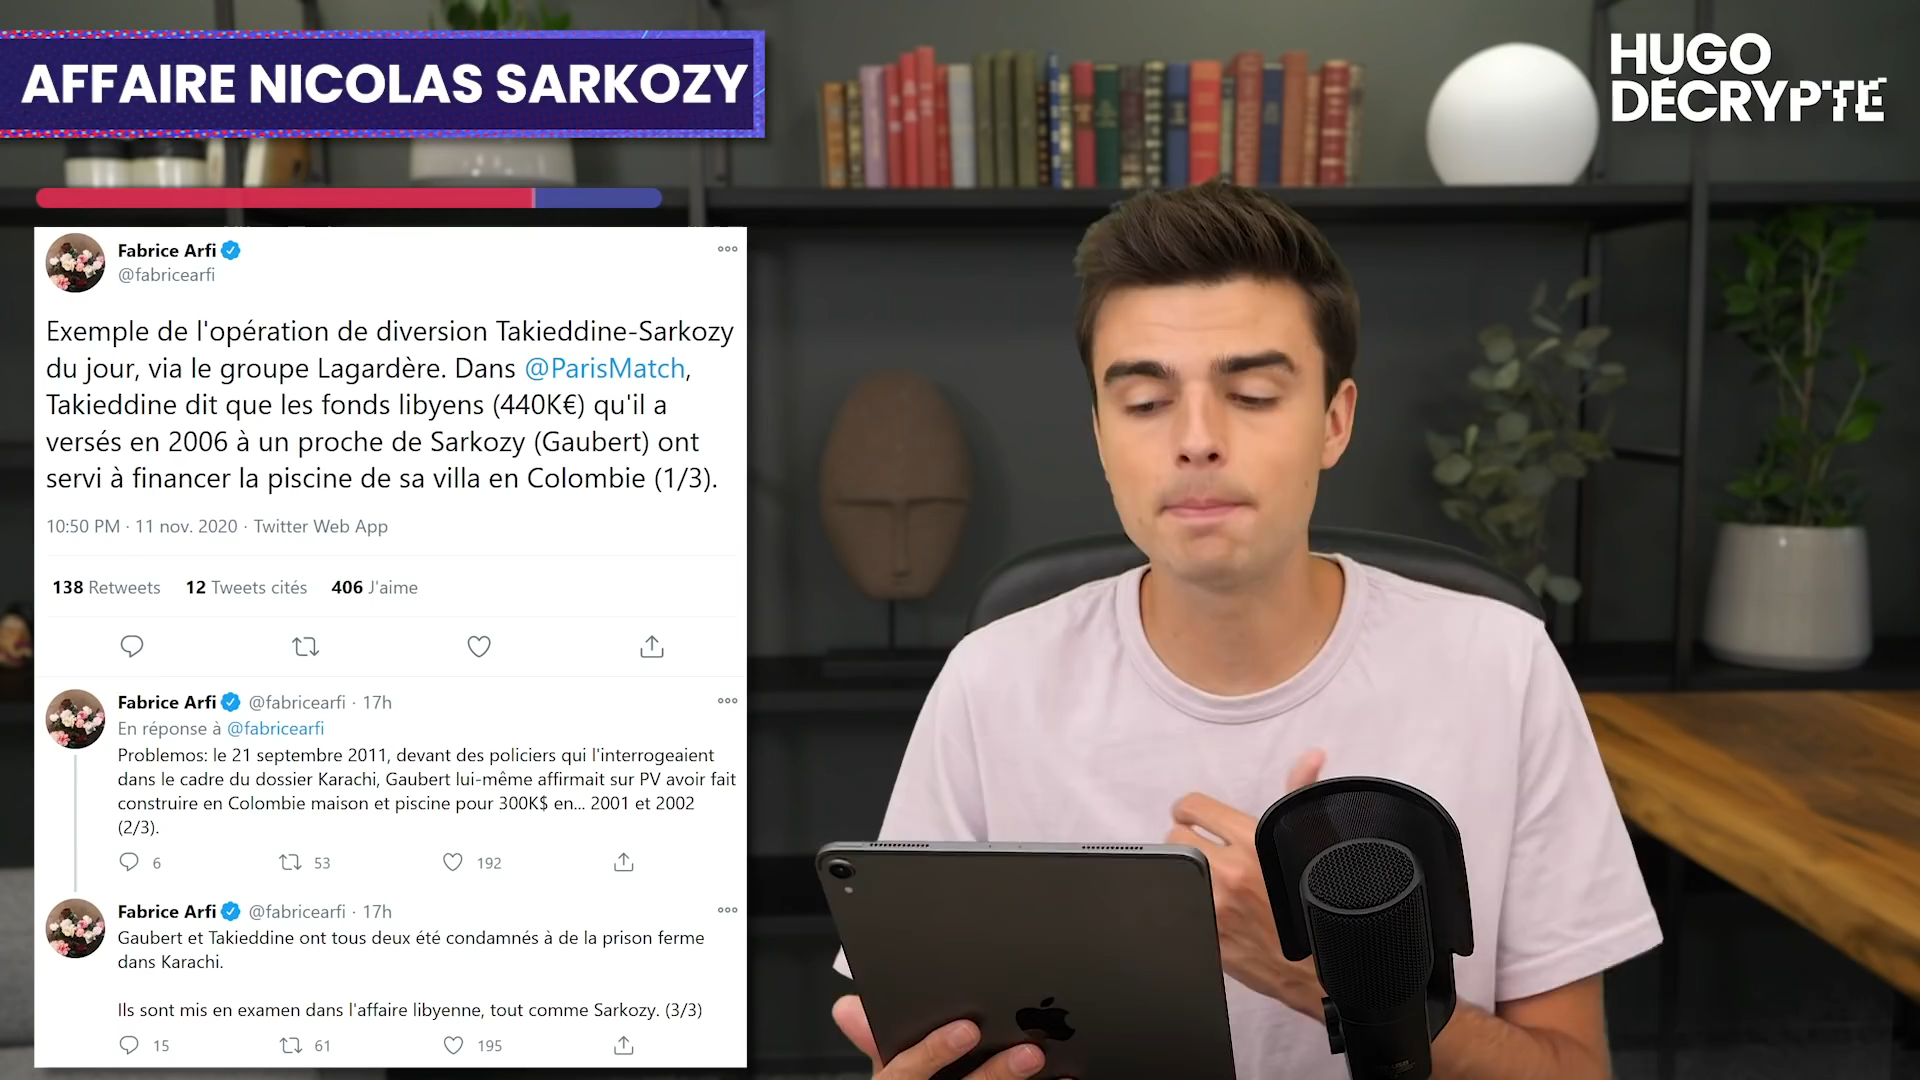 AFFAIRE NICOLAS SARKOZY
HUGO
DÉCRYPTE
Fabrice Arfi
@fabricearfi
Exemple de l'opération de diversion Takieddine-Sarkozy
du jour, via le groupe Lagardère. Dans @ParisMatch,
Takieddine dit que les fonds libyens (440K€) qu'il a
versés en 2006 à un proche de Sarkozy (Gaubert) ont
servi à financer la piscine de sa villa en Colombie (1/3).
10:50 PM · 11 nov. 2020 · Twitter Web App
138 Retweets 12 Tweets cités 406 J'aime
Fabrice Arfi @fabricearfi · 17h
En réponse à @fabricearfi
Problemos: le 21 septembre 2011, devant des policiers qui l'interrogeaient
dans le cadre du dossier Karachi, Gaubert lui-même affirmait sur PV avoir fait
construire en Colombie maison et piscine pour 300K$ en... 2001 et 2002
(2/3).
6 53 192
Fabrice Arfi @fabricearfi · 17h
Gaubert et Takieddine ont tous deux été condamnés à de la prison ferme
dans Karachi.
Ils sont mis en examen dans l'affaire libyenne, tout comme Sarkozy. (3/3)
15 61 195